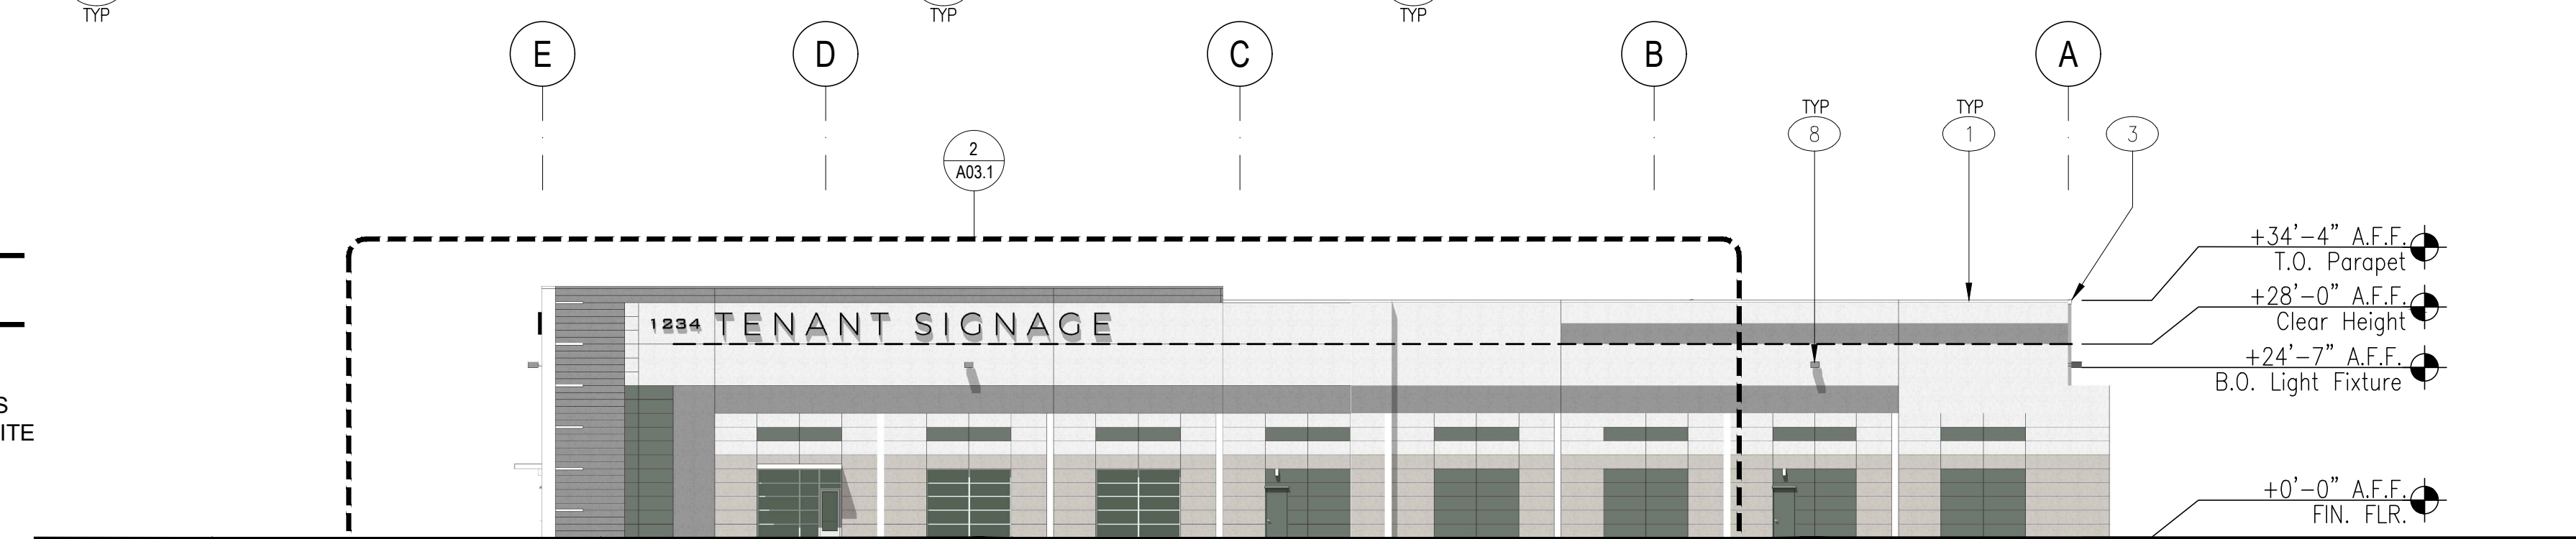 TYP
TYP
TYP
E
D
C
B
A
TYP
TYP
8
1
3
2
A03.1
+34'-4" A.F.F.
T.O. Parapet
+28'-0" A.F.F.
Clear Height
+24'-7" A.F.F.
B.O. Light Fixture
1234 TENANT SIGNAGE
S
ITE
+0'-0" A.F.F.
FIN. FLR.